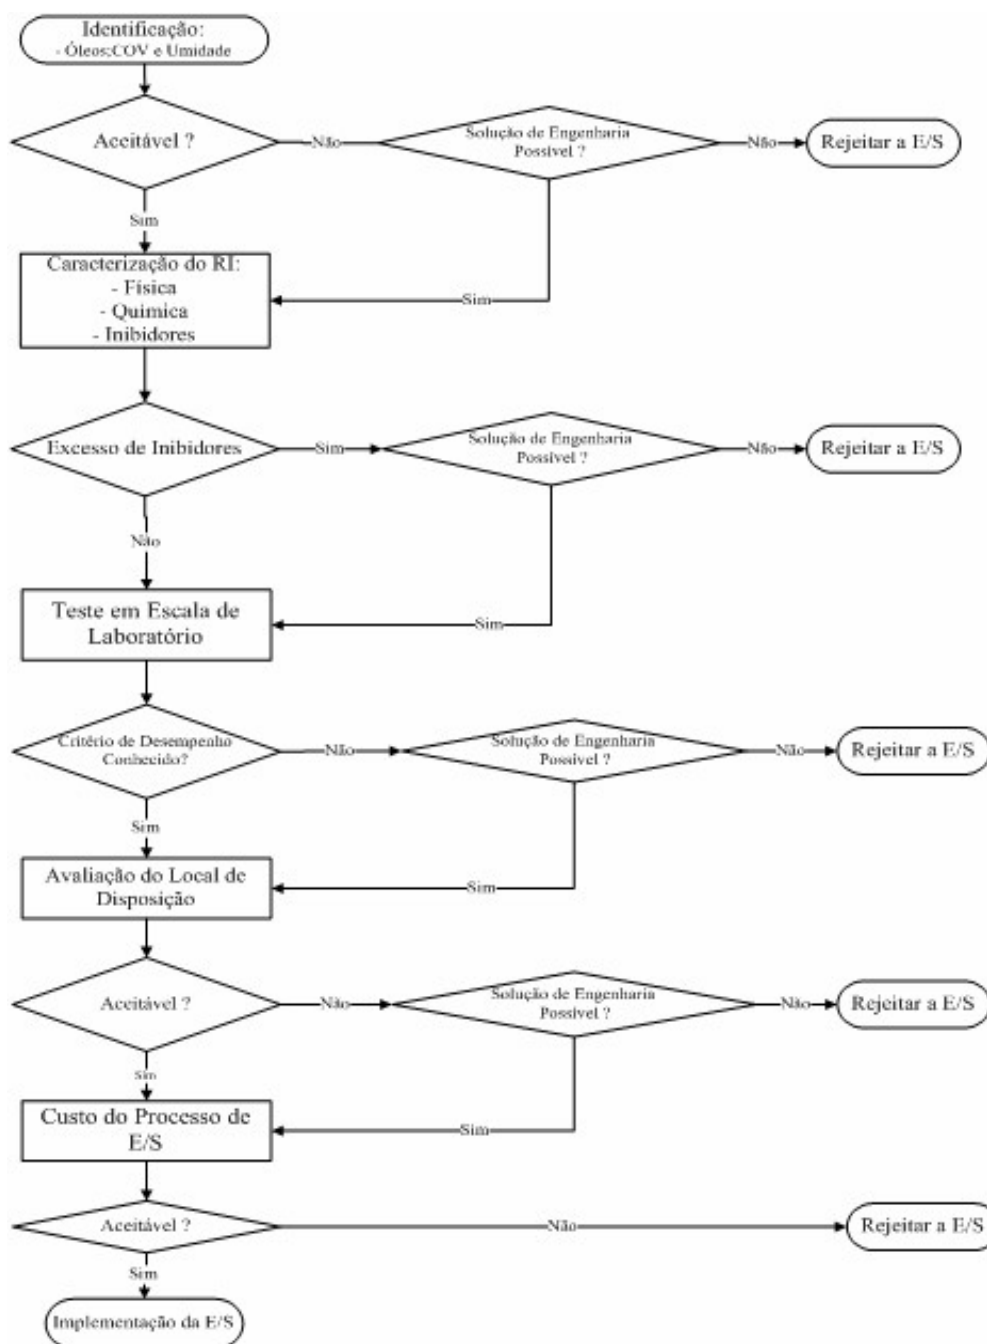 Identificação:
- Óleos;COV e Umidade
Aceitável ?
Não
Solução de Engenharia
Possível ?
Não
Rejeitar a E/S
Sim
Caracterização do RI:
- Física
- Quimica
- Inibidores
Sim
Excesso de Inibidores
Sim
Solução de Engenharia
Possível ?
Não
Rejeitar a E/S
Não
Teste em Escala de
Laboratório
Sim
Critério de Desempenho
Conhecido?
Não
Solução de Engenharia
Possível ?
Não
Rejeitar a E/S
Sim
Avaliação do Local de
Disposição
Sim
Aceitável ?
Não
Solução de Engenharia
Possível ?
Não
Rejeitar a E/S
Sim
Custo do Processo de
E/S
Sim
Aceitável ?
Não
Rejeitar a E/S
Sim
Implementação da E/S